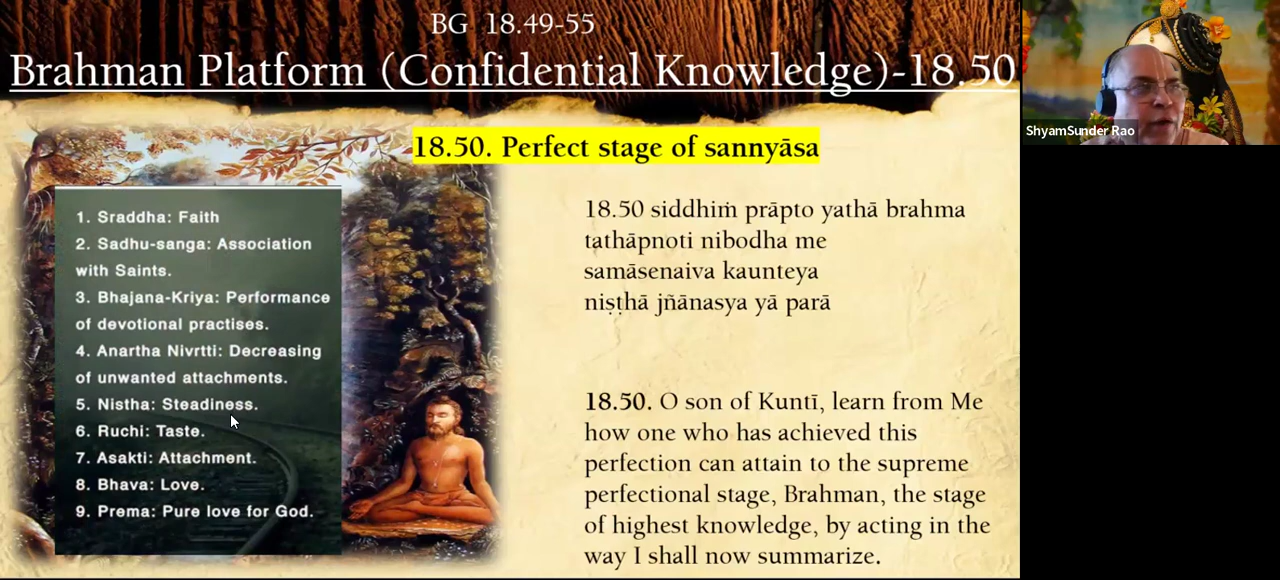 BG 18.49-55
Brahman Platform (Confidential Knowledge)-18.50
18.50. Perfect stage of sannyāsa
1. Sraddha: Faith
2. Sadhu-sanga: Association
with Saints.
3. Bhajana-Kriya: Performance
of devotional practises.
4. Anartha Nivrtti: Decreasing
of unwanted attachments.
5. Nistha: Steadiness.
6. Ruchi: Taste.
7. Asakti: Attachment.
8. Bhava: Love.
9. Prema: Pure love for God.
18.50 siddhiṁ prāpto yathā brahma
tathāpnoti nibodha me
samāsenaiva kaunteya
niṣṭhā jñānasya yā parā
18.50. O son of Kuntī, learn from Me
how one who has achieved this
perfection can attain to the supreme
perfectional stage, Brahman, the stage
of highest knowledge, by acting in the
way I shall now summarize.
ShyamSunder Rao